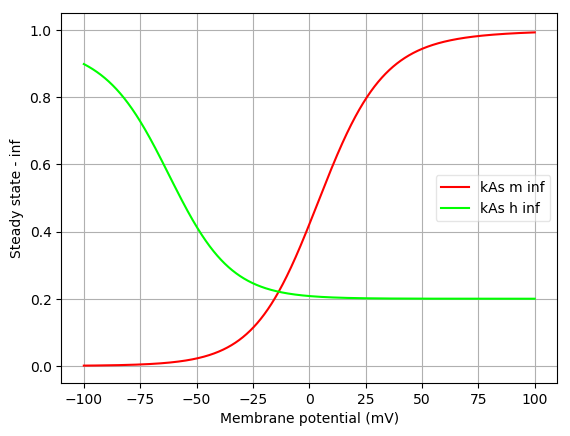 1.0
0.8
0.6
0.4
0.2
0.0
Steady state - inf
kAs m inf
kAs h inf
−100 −75 −50 −25 0 25 50 75 100
Membrane potential (mV)